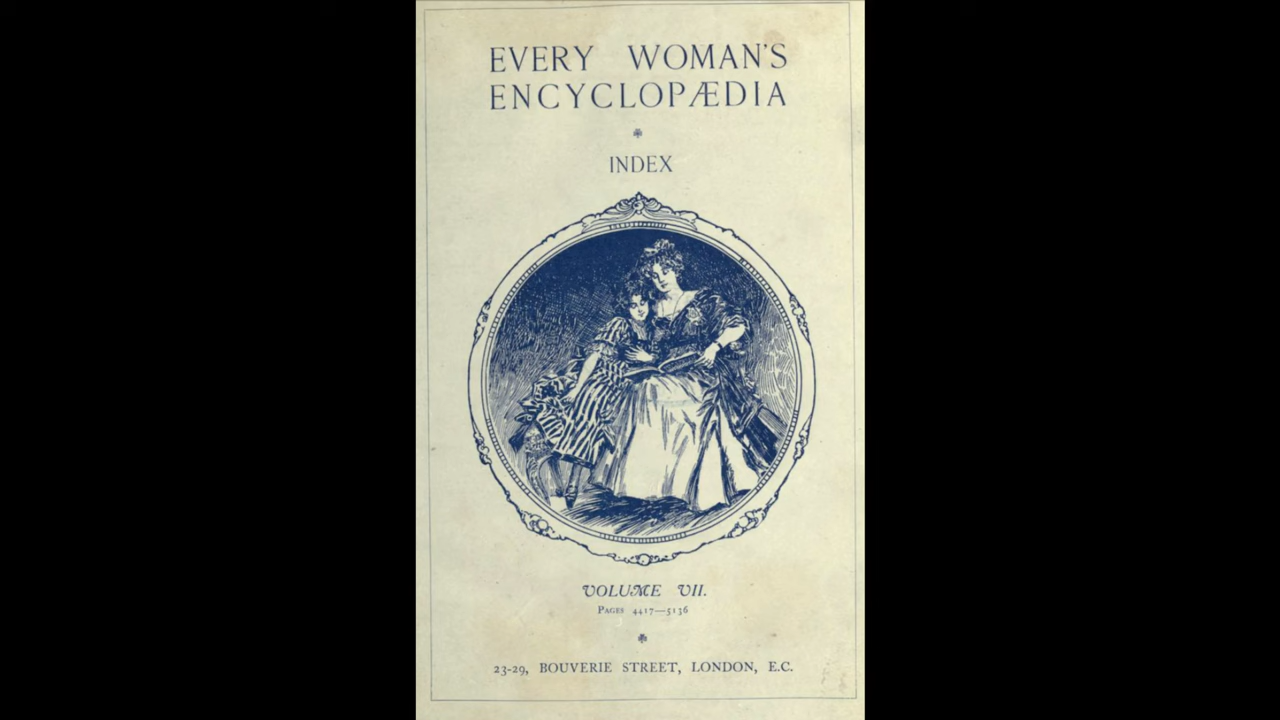 EVERY WOMAN'S
ENCYCLOPÆDIA
INDEX
VOLUME VII.
PAGES 4417—5136
23-29, BOUVERIE STREET, LONDON, E.C.